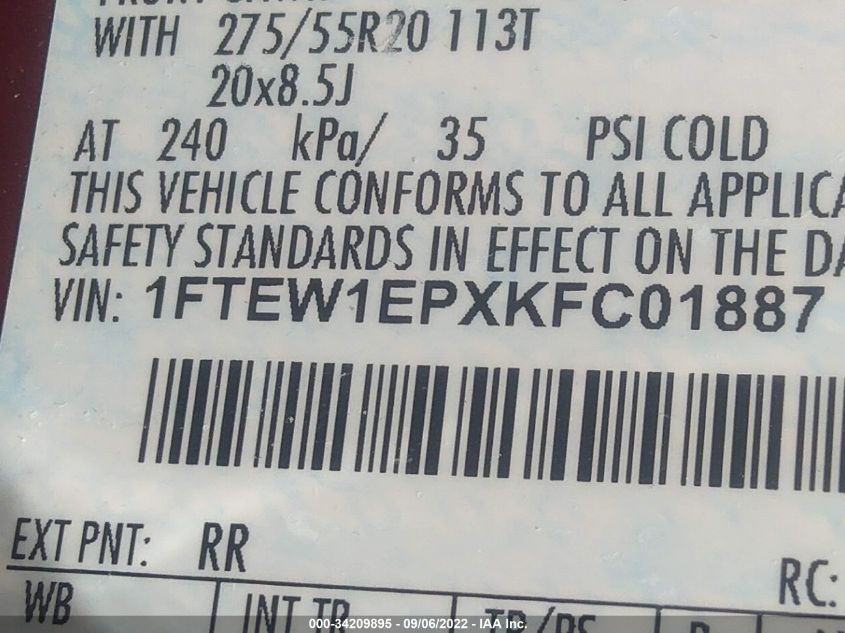 WITH 275/55R20 113T
20x8.5J
AT 240 kPa/ 35 PSI COLD
THIS VEHICLE CONFORMS TO ALL
SAFETY STANDARDS IN EFFECT ON THE
VIN: 1FTEW1EPXKFC01887
EXT PNT: RR
RC:
WB INT TR TP/PS R
000-34209895 - 09/06/2022 - IAA Inc.